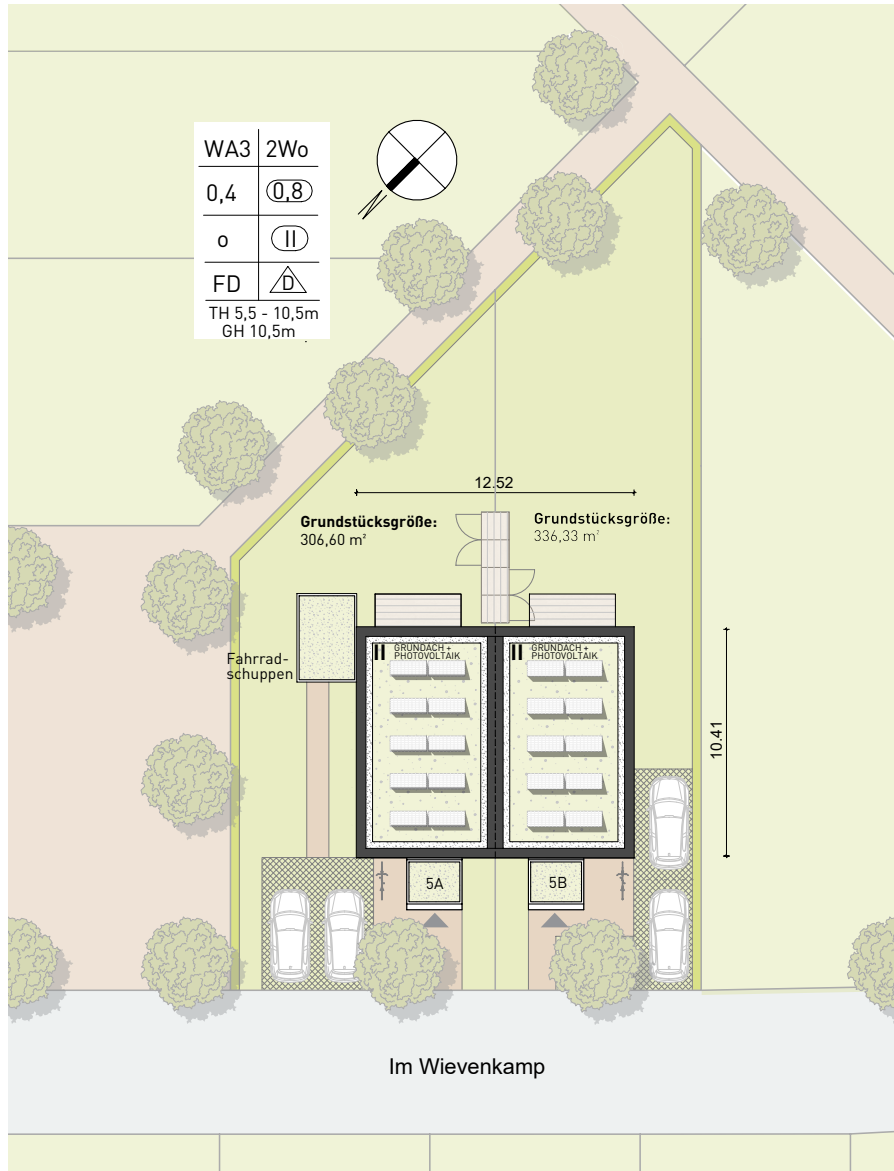 WA3 2Wo
0,4 0,8
o II
FD D
TH 5,5 - 10,5m
GH 10,5m
12.52
Grundstücksgröße:
306,60 m²
Grundstücksgröße:
336,33 m²
Fahrrad-
schuppen
II GRÜNDACH +
PHOTOVOLTAIK
II GRÜNDACH +
PHOTOVOLTAIK
10.41
5A
5B
Im Wievenkamp